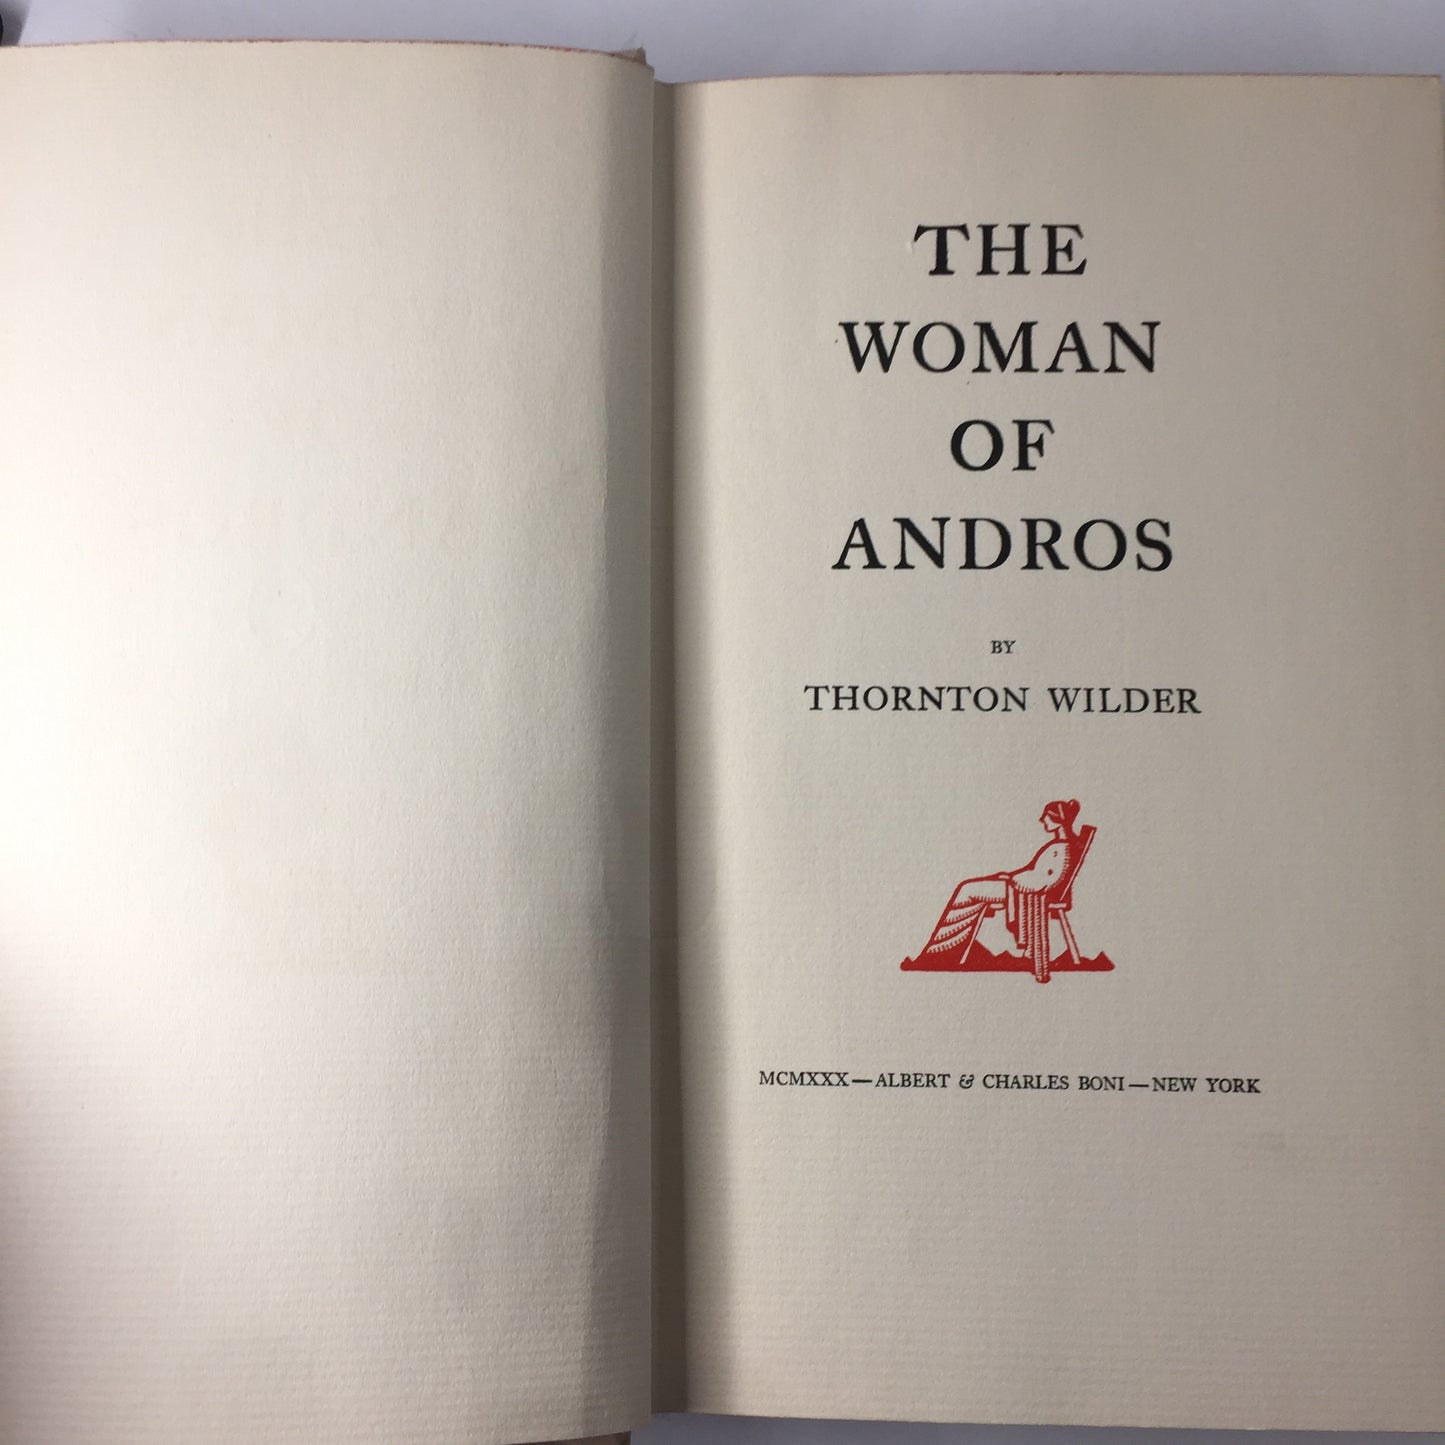 THE
WOMAN
OF
ANDROS
BY
THORNTON WILDER
MCMXXX—ALBERT & CHARLES BONI—NEW YORK